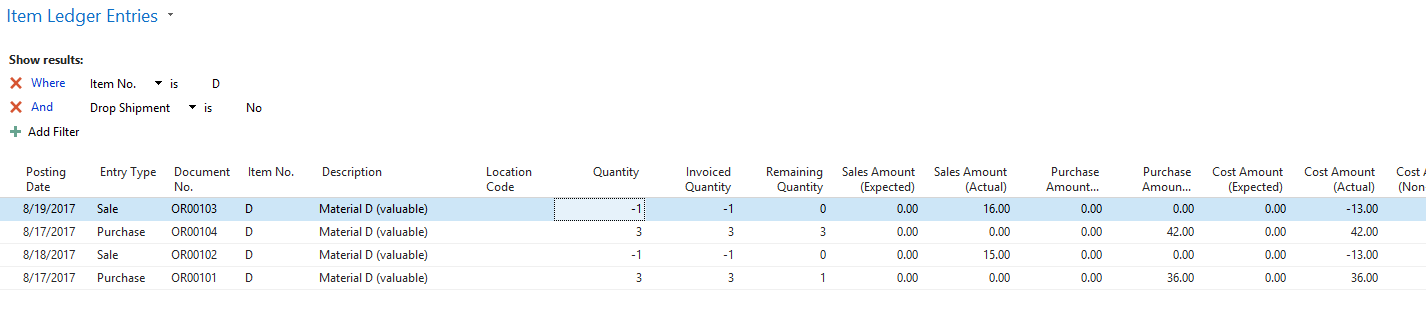 Item Ledger Entries
Show results:
Where Item No. is D
And Drop Shipment is No
Add Filter
Posting Date Entry Type Document No. Item No. Description Location Code Quantity Invoiced Quantity Remaining Quantity Sales Amount (Expected) Sales Amount (Actual) Purchase Amount... Purchase Amoun... Cost Amount (Expected) Cost Amount (Actual) Cost A (Non
8/19/2017 Sale OR00103 D Material D (valuable) -1 -1 0 0.00 16.00 0.00 0.00 0.00 -13.00
8/17/2017 Purchase OR00104 D Material D (valuable) 3 3 3 0.00 0.00 0.00 42.00 0.00 42.00
8/18/2017 Sale OR00102 D Material D (valuable) -1 -1 0 0.00 15.00 0.00 0.00 0.00 -13.00
8/17/2017 Purchase OR00101 D Material D (valuable) 3 3 1 0.00 0.00 0.00 36.00 0.00 36.00